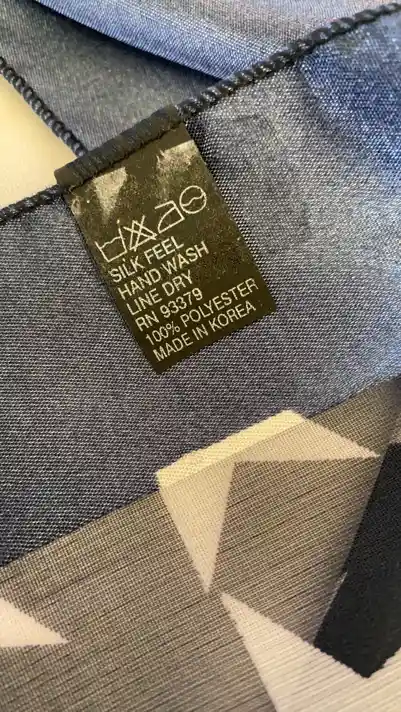 SILK FEEL
HAND WASH
LINE DRY
RN 93379
100% POLYESTER
MADE IN KOREA